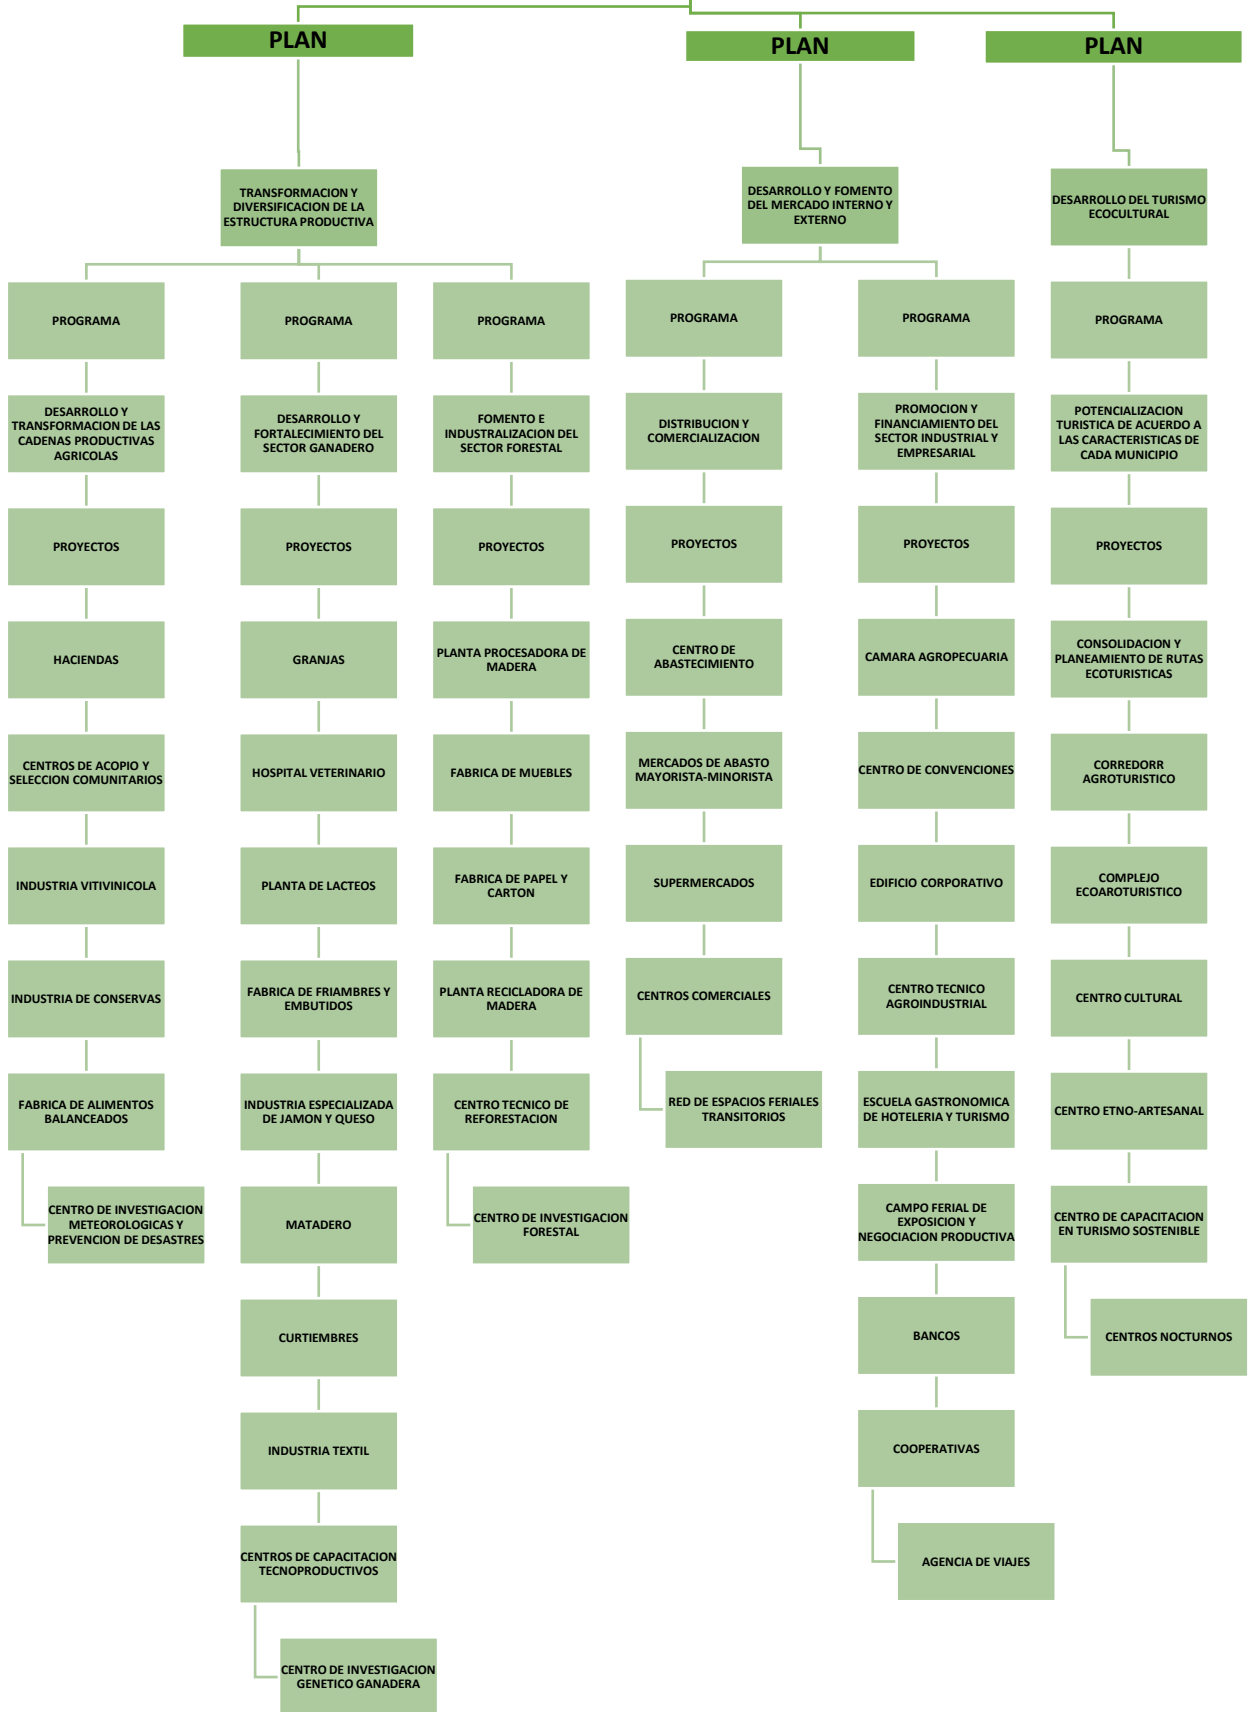 PLAN
PLAN
PLAN
TRANSFORMACION Y
DIVERSIFICACION DE LA
ESTRUCTURA PRODUCTIVA
DESARROLLO Y FOMENTO
DEL MERCADO INTERNO Y
EXTERNO
DESARROLLO DEL TURISMO
ECOCULTURAL
PROGRAMA
PROGRAMA
PROGRAMA
PROGRAMA
PROGRAMA
PROGRAMA
DESARROLLO Y
TRANSFORMACION DE LAS
CADENAS PRODUCTIVAS
AGRICOLAS
DESARROLLO Y
FORTALECIMIENTO DEL
SECTOR GANADERO
FOMENTO E
INDUSTRALIZACION DEL
SECTOR FORESTAL
DISTRIBUCION Y
COMERCIALIZACION
PROMOCION Y
FINANCIAMIENTO DEL
SECTOR INDUSTRIAL Y
EMPRESARIAL
POTENCIALIZACION
TURISTICA DE ACUERDO A
LAS CARACTERISTICAS DE
CADA MUNICIPIO
PROYECTOS
PROYECTOS
PROYECTOS
PROYECTOS
PROYECTOS
PROYECTOS
HACIENDAS
GRANJAS
PLANTA PROCESADORA DE
MADERA
CENTRO DE
ABASTECIMIENTO
CAMARA AGROPECUARIA
CONSOLIDACION Y
PLANEAMIENTO DE RUTAS
ECOTURISTICAS
CENTROS DE ACOPIO Y
SELECCION COMUNITARIOS
HOSPITAL VETERINARIO
FABRICA DE MUEBLES
MERCADOS DE ABASTO
MAYORISTA-MINORISTA
CENTRO DE CONVENCIONES
CORREDORR
AGROTURISTICO
INDUSTRIA VITIVINICOLA
PLANTA DE LACTEOS
FABRICA DE PAPEL Y
CARTON
SUPERMERCADOS
EDIFICIO CORPORATIVO
COMPLEJO
ECOAROTURISTICO
INDUSTRIA DE CONSERVAS
FABRICA DE FRIAMBRES Y
EMBUTIDOS
PLANTA RECICLADORA DE
MADERA
CENTROS COMERCIALES
CENTRO TECNICO
AGROINDUSTRIAL
CENTRO CULTURAL
FABRICA DE ALIMENTOS
BALANCEADOS
INDUSTRIA ESPECIALIZADA
DE JAMON Y QUESO
CENTRO TECNICO DE
REFORESTACION
RED DE ESPACIOS FERIALES
TRANSITORIOS
ESCUELA GASTRONOMICA
DE HOTELERIA Y TURISMO
CENTRO ETNO-ARTESANAL
CENTRO DE INVESTIGACION
METEOROLOGICAS Y
PREVENCION DE DESASTRES
MATADERO
CENTRO DE INVESTIGACION
FORESTAL
CAMPO FERIAL DE
EXPOSICION Y
NEGOCIACION PRODUCTIVA
CENTRO DE CAPACITACION
EN TURISMO SOSTENIBLE
CURTIEMBRES
BANCOS
CENTROS NOCTURNOS
INDUSTRIA TEXTIL
COOPERATIVAS
CENTROS DE CAPACITACION
TECNOPRODUCTIVOS
AGENCIA DE VIAJES
CENTRO DE INVESTIGACION
GENETICO GANADERA